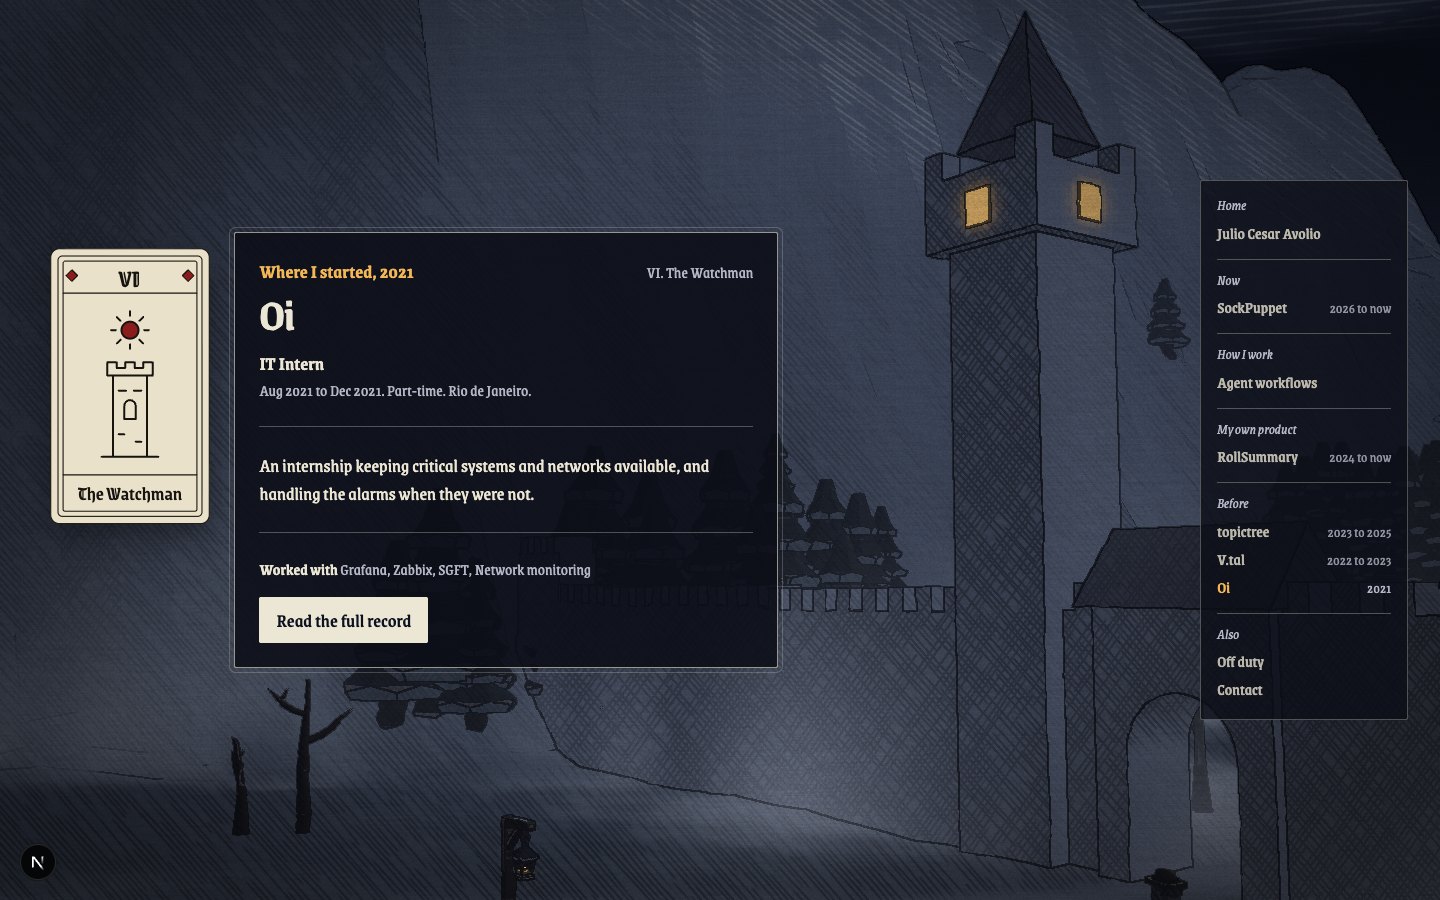 VI
The Watchman
Where I started, 2021
VI. The Watchman
Oi
IT Intern
Aug 2021 to Dec 2021. Part-time. Rio de Janeiro.
An internship keeping critical systems and networks available, and
handling the alarms when they were not.
Worked with Grafana, Zabbix, SGFT, Network monitoring
Read the full record
Home
Julio Cesar Avolio
Now
SockPuppet 2026 to now
How I work
Agent workflows
My own product
RollSummary 2024 to now
Before
topictree 2023 to 2025
V.tal 2022 to 2023
Oi 2021
Also
Off duty
Contact
N